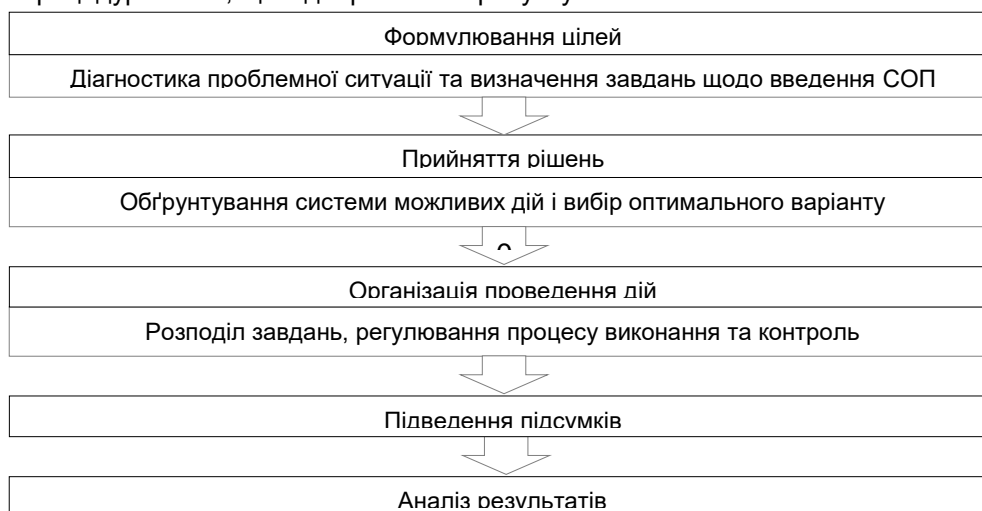 Формулювання цілей
Діагностика проблемної ситуації та визначення завдань щодо введення СОП
Прийняття рішень
Обґрунтування системи можливих дій і вибір оптимального варіанту
Організація проведення дій
Розподіл завдань, регулювання процесу виконання та контроль
Підведення підсумків
Аналіз результатів